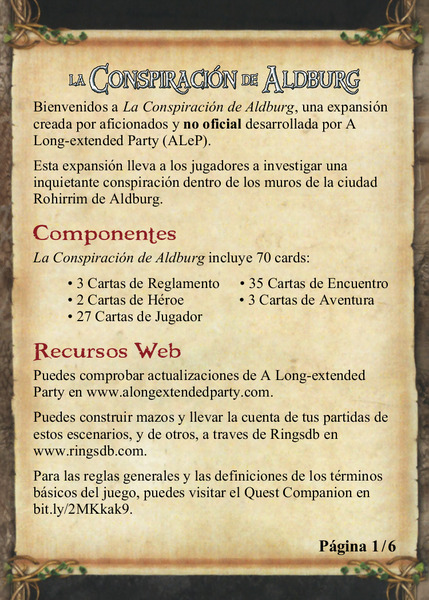 LA CONSPIRACIÓN DE ALDBURG
Bienvenidos a La Conspiración de Aldburg, una expansión
creada por aficionados y no oficial desarrollada por A
Long-extended Party (ALeP).
Esta expansión lleva a los jugadores a investigar una
inquietante conspiración dentro de los muros de la ciudad
Rohirrim de Aldburg.
Componentes
La Conspiración de Aldburg incluye 70 cards:
• 3 Cartas de Reglamento
• 2 Cartas de Héroe
• 27 Cartas de Jugador
• 35 Cartas de Encuentro
• 3 Cartas de Aventura
Recursos Web
Puedes comprobar actualizaciones de A Long-extended
Party en www.alongextendedparty.com.
Puedes construir mazos y llevar la cuenta de tus partidas de
estos escenarios, y de otros, a traves de Ringsdb en
www.ringsdb.com.
Para las reglas generales y las definiciones de los términos
básicos del juego, puedes visitar el Quest Companion en
bit.ly/2MKkak9.
Página 1/6